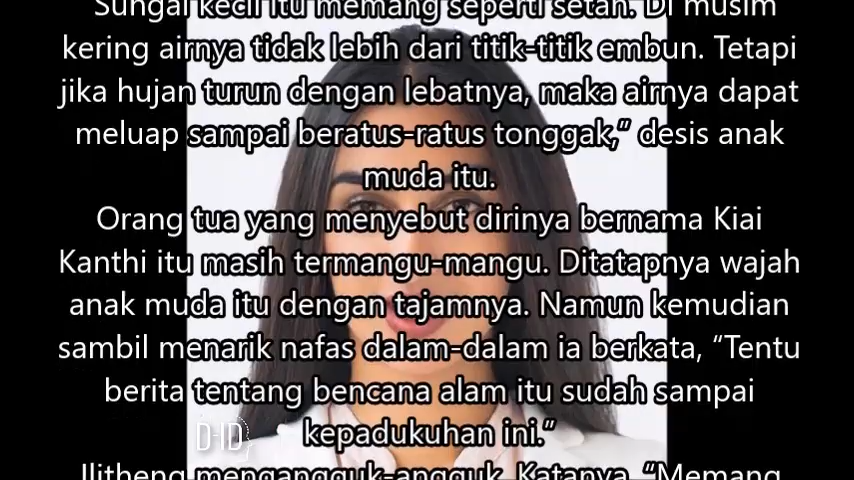 Sungai kecil itu memang seperti setan. Di musim
kering airnya tidak lebih dari titik-titik embun. Tetapi
jika hujan turun dengan lebatnya, maka airnya dapat
meluap sampai beratus-ratus tonggak,” desis anak
muda itu.
Orang tua yang menyebut dirinya bernama Kiai
Kanthi itu masih termangu-mangu. Ditatapnya wajah
anak muda itu dengan tajamnya. Namun kemudian
sambil menarik nafas dalam-dalam ia berkata, “Tentu
berita tentang bencana alam itu sudah sampai
kepadukuhan ini.”
D-ID
Ilitheng mengangguk-angguk. Katanya, “Memang